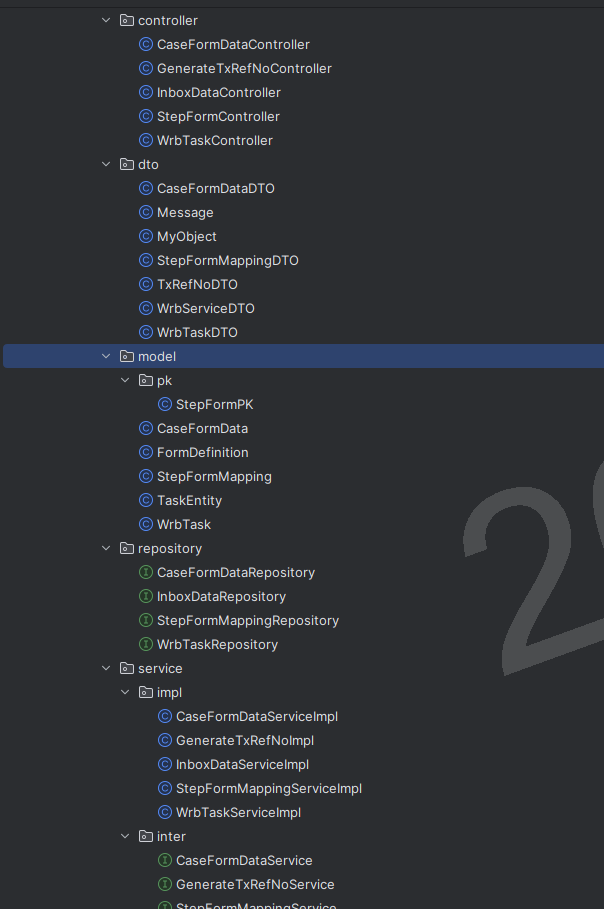 controller
CaseFormDataController
GenerateTxRefNoController
InboxDataController
StepFormController
WrbTaskController
dto
CaseFormDataDTO
Message
MyObject
StepFormMappingDTO
TxRefNoDTO
WrbServiceDTO
WrbTaskDTO
model
pk
StepFormPK
CaseFormData
FormDefinition
StepFormMapping
TaskEntity
WrbTask
repository
CaseFormDataRepository
InboxDataRepository
StepFormMappingRepository
WrbTaskRepository
service
impl
CaseFormDataServiceImpl
GenerateTxRefNoImpl
InboxDataServiceImpl
StepFormMappingServiceImpl
WrbTaskServiceImpl
inter
CaseFormDataService
GenerateTxRefNoService
StepFormMappingService